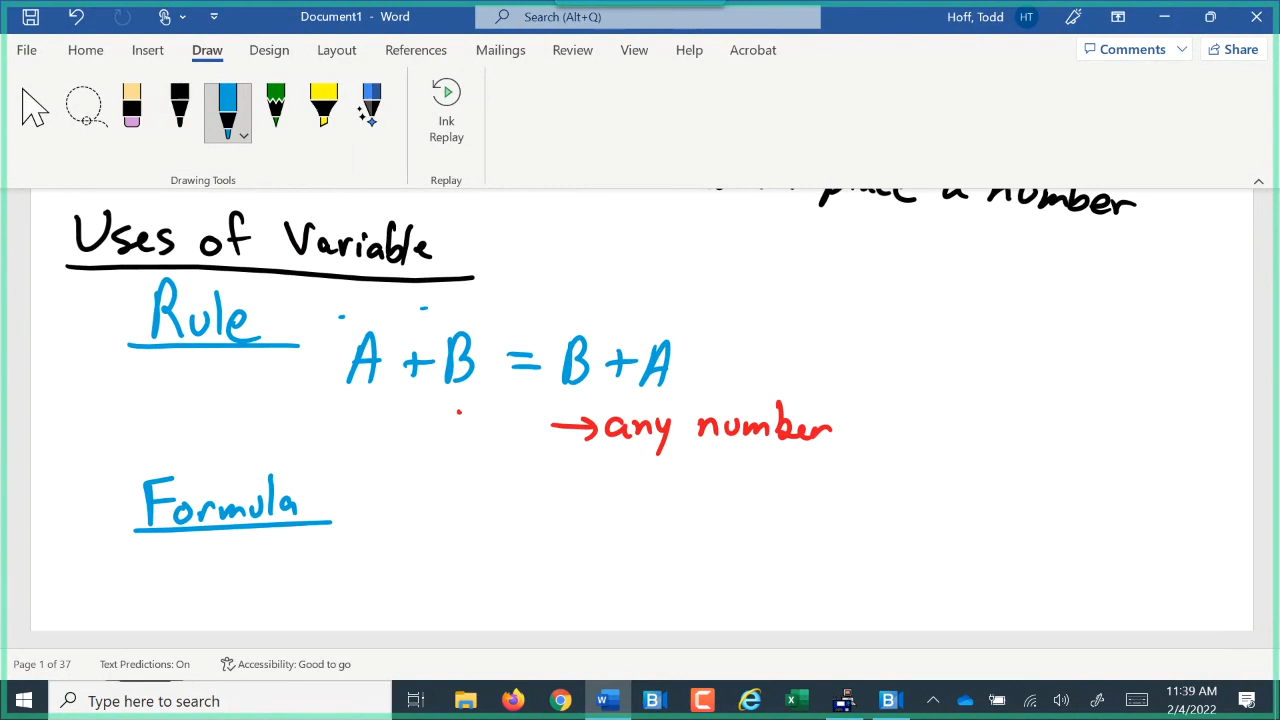 Document1 - Word
Search (Alt+Q)
Hoff, Todd
HT
File Home Insert Draw Design Layout References Mailings Review View Help Acrobat
Comments
Share
Ink
Replay
Drawing Tools
Replay
place a number
Uses of Variable
Rule
A + B = B + A
→ any number
Formula
Page 1 of 37
Text Predictions: On
Accessibility: Good to go
Type here to search
11:39 AM
2/4/2022